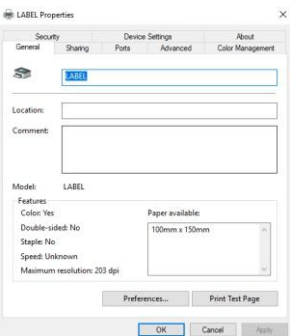 LABEL Properties
Security Device Settings About
General Sharing Ports Advanced Color Management
LABEL
Location:
Comment:
Model: LABEL
Features
Color: Yes Paper available:
Double-sided: No 100mm x 150mm
Staple: No
Speed: Unknown
Maximum resolution: 203 dpi
Preferences... Print Test Page
OK Cancel Apply